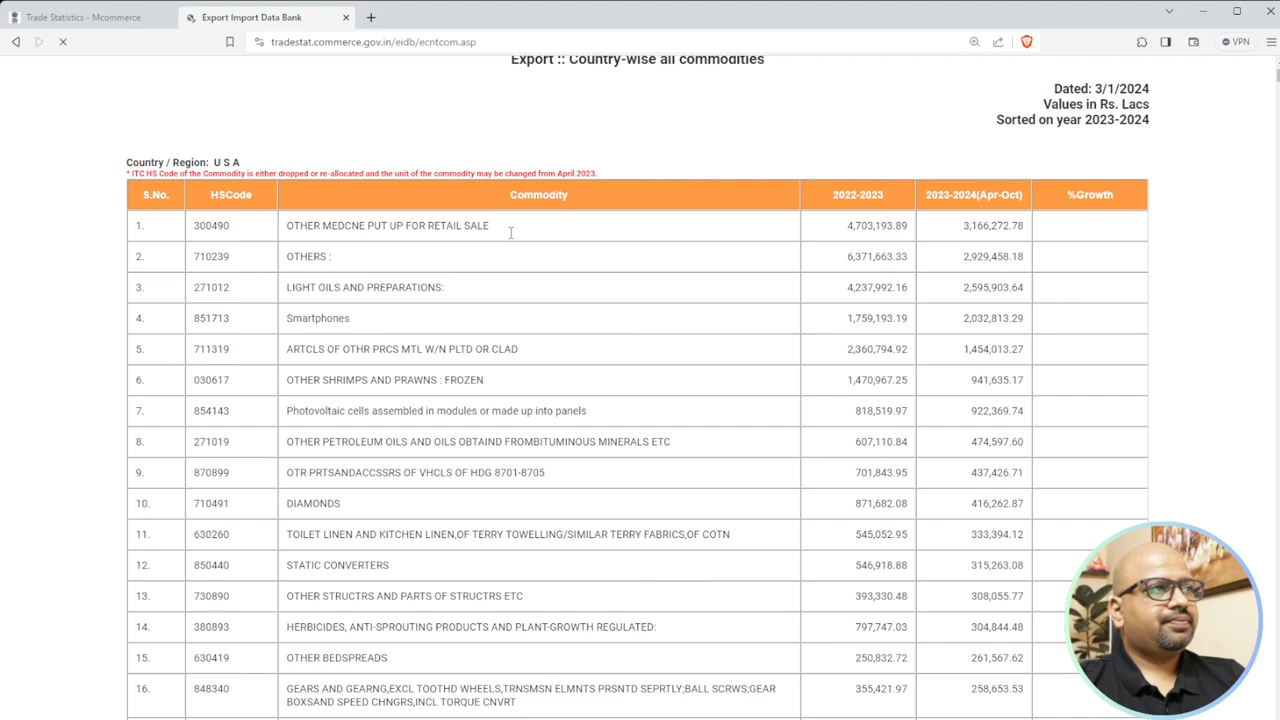 Trade Statistics - Mcommerce
Export Import Data Bank
tradestat.commerce.gov.in/eidb/ecntcom.asp
VPN
Export :: Country-wise all commodities
Dated: 3/1/2024
Values in Rs. Lacs
Sorted on year 2023-2024
Country / Region: U S A
* ITC HS Code of the Commodity is either dropped or re-allocated and the unit of the commodity may be changed from April 2023.
S.No. HSCode Commodity 2022-2023 2023-2024(Apr-Oct) %Growth
1. 300490 OTHER MEDCNE PUT UP FOR RETAIL SALE 4,703,193.89 3,166,272.78
2. 710239 OTHERS : 6,371,663.33 2,929,458.18
3. 271012 LIGHT OILS AND PREPARATIONS: 4,237,992.16 2,595,903.64
4. 851713 Smartphones 1,759,193.19 2,032,813.29
5. 711319 ARTCLS OF OTHR PRCS MTL W/N PLTD OR CLAD 2,360,794.92 1,454,013.27
6. 030617 OTHER SHRIMPS AND PRAWNS : FROZEN 1,470,967.25 941,635.17
7. 854143 Photovoltaic cells assembled in modules or made up into panels 818,519.97 922,369.74
8. 271019 OTHER PETROLEUM OILS AND OILS OBTAIND FROMBITUMINOUS MINERALS ETC 607,110.84 474,597.60
9. 870899 OTR PRTSANDACCSSRS OF VHCLS OF HDG 8701-8705 701,843.95 437,426.71
10. 710491 DIAMONDS 871,682.08 416,262.87
11. 630260 TOILET LINEN AND KITCHEN LINEN,OF TERRY TOWELLING/SIMILAR TERRY FABRICS,OF COTN 545,052.95 333,394.12
12. 850440 STATIC CONVERTERS 546,918.88 315,263.08
13. 730890 OTHER STRUCTRS AND PARTS OF STRUCTRS ETC 393,330.48 308,055.77
14. 380893 HERBICIDES, ANTI-SPROUTING PRODUCTS AND PLANT-GROWTH REGULATED: 797,747.03 304,844.48
15. 630419 OTHER BEDSPREADS 250,832.72 261,567.62
16. 848340 GEARS AND GEARNG,EXCL TOOTHD WHEELS,TRNSMSN ELMNTS PRSNTD SEPRTLY;BALL SCRWS;GEAR 355,421.97 258,653.53
BOXSAND SPEED CHNGRS,INCL TORQUE CNVRT